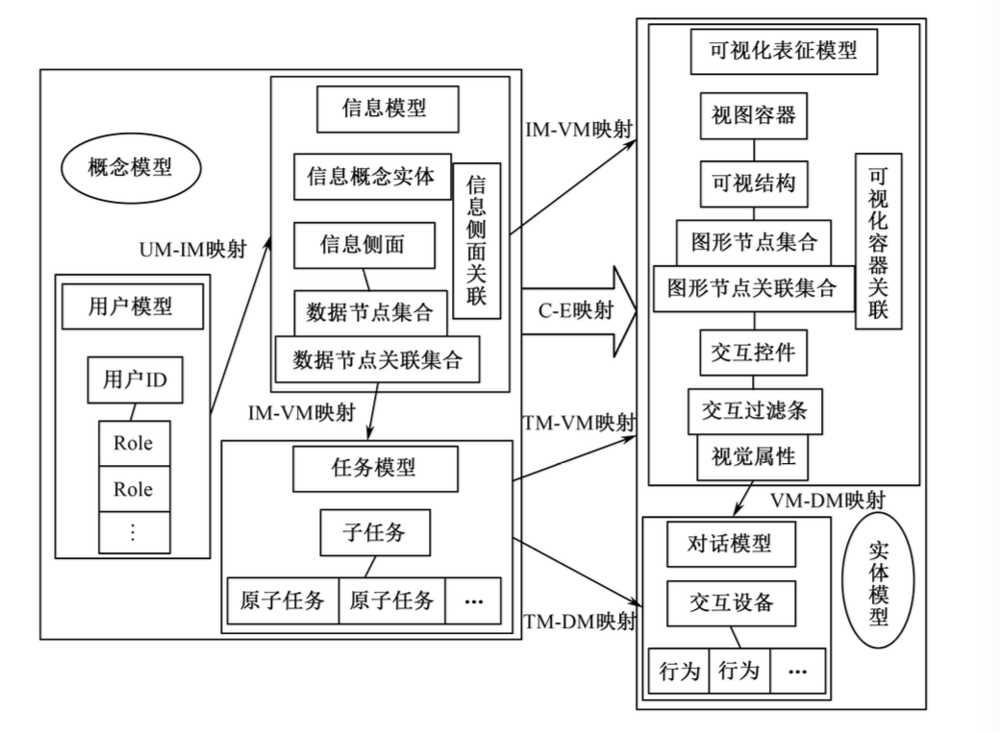 概念模型
UM-IM映射
用户模型
用户ID
Role
Role
⋮
信息模型
信息概念实体
信息侧面
数据节点集合
数据节点关联集合
信息侧面关联
IM-VM映射
任务模型
子任务
原子任务
原子任务
…
IM-VM映射
C-E映射
TM-VM映射
TM-DM映射
可视化表征模型
视图容器
可视结构
图形节点集合
图形节点关联集合
可视化容器关联
交互控件
交互过滤条
视觉属性
VM-DM映射
对话模型
交互设备
行为
行为
…
实体模型